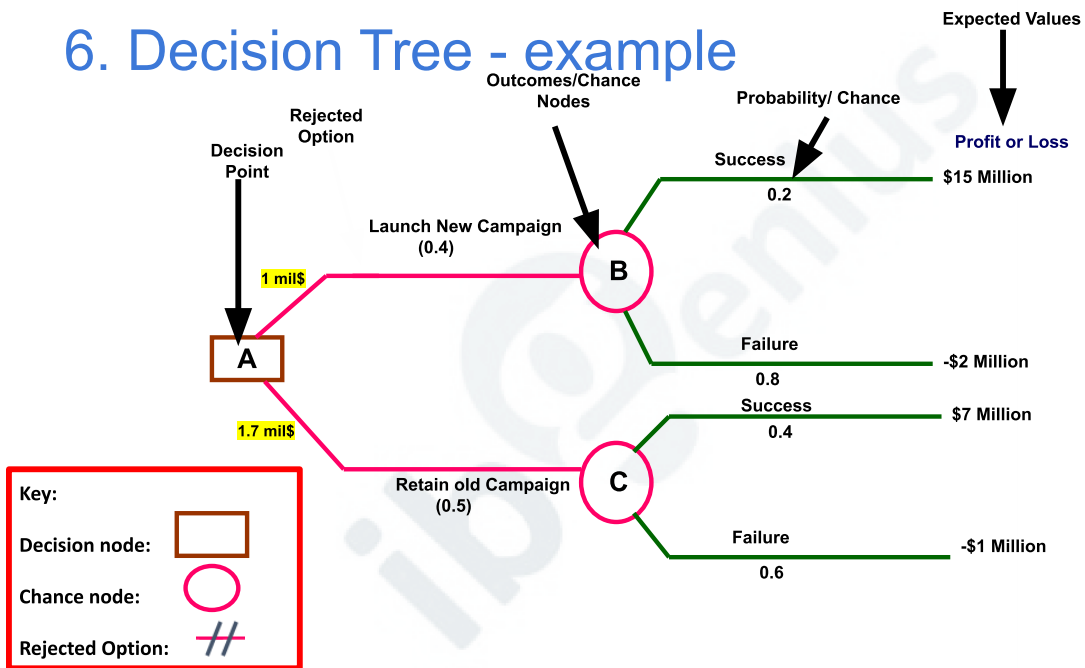 6. Decision Tree - example
Expected Values
Outcomes/Chance
Nodes
Probability/ Chance
Rejected
Option
Profit or Loss
Decision
Point
Success
$15 Million
0.2
Launch New Campaign
(0.4)
1 mil$
B
A
Failure
-$2 Million
0.8
Success
$7 Million
0.4
1.7 mil$
Retain old Campaign
(0.5)
C
Failure
-$1 Million
0.6
Key:
Decision node:
Chance node:
Rejected Option:
ibgenius